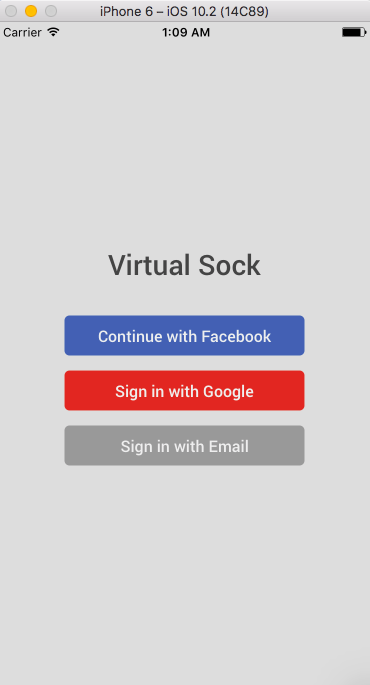 iPhone 6 – iOS 10.2 (14C89)
Carrier 1:09 AM
Virtual Sock
Continue with Facebook
Sign in with Google
Sign in with Email